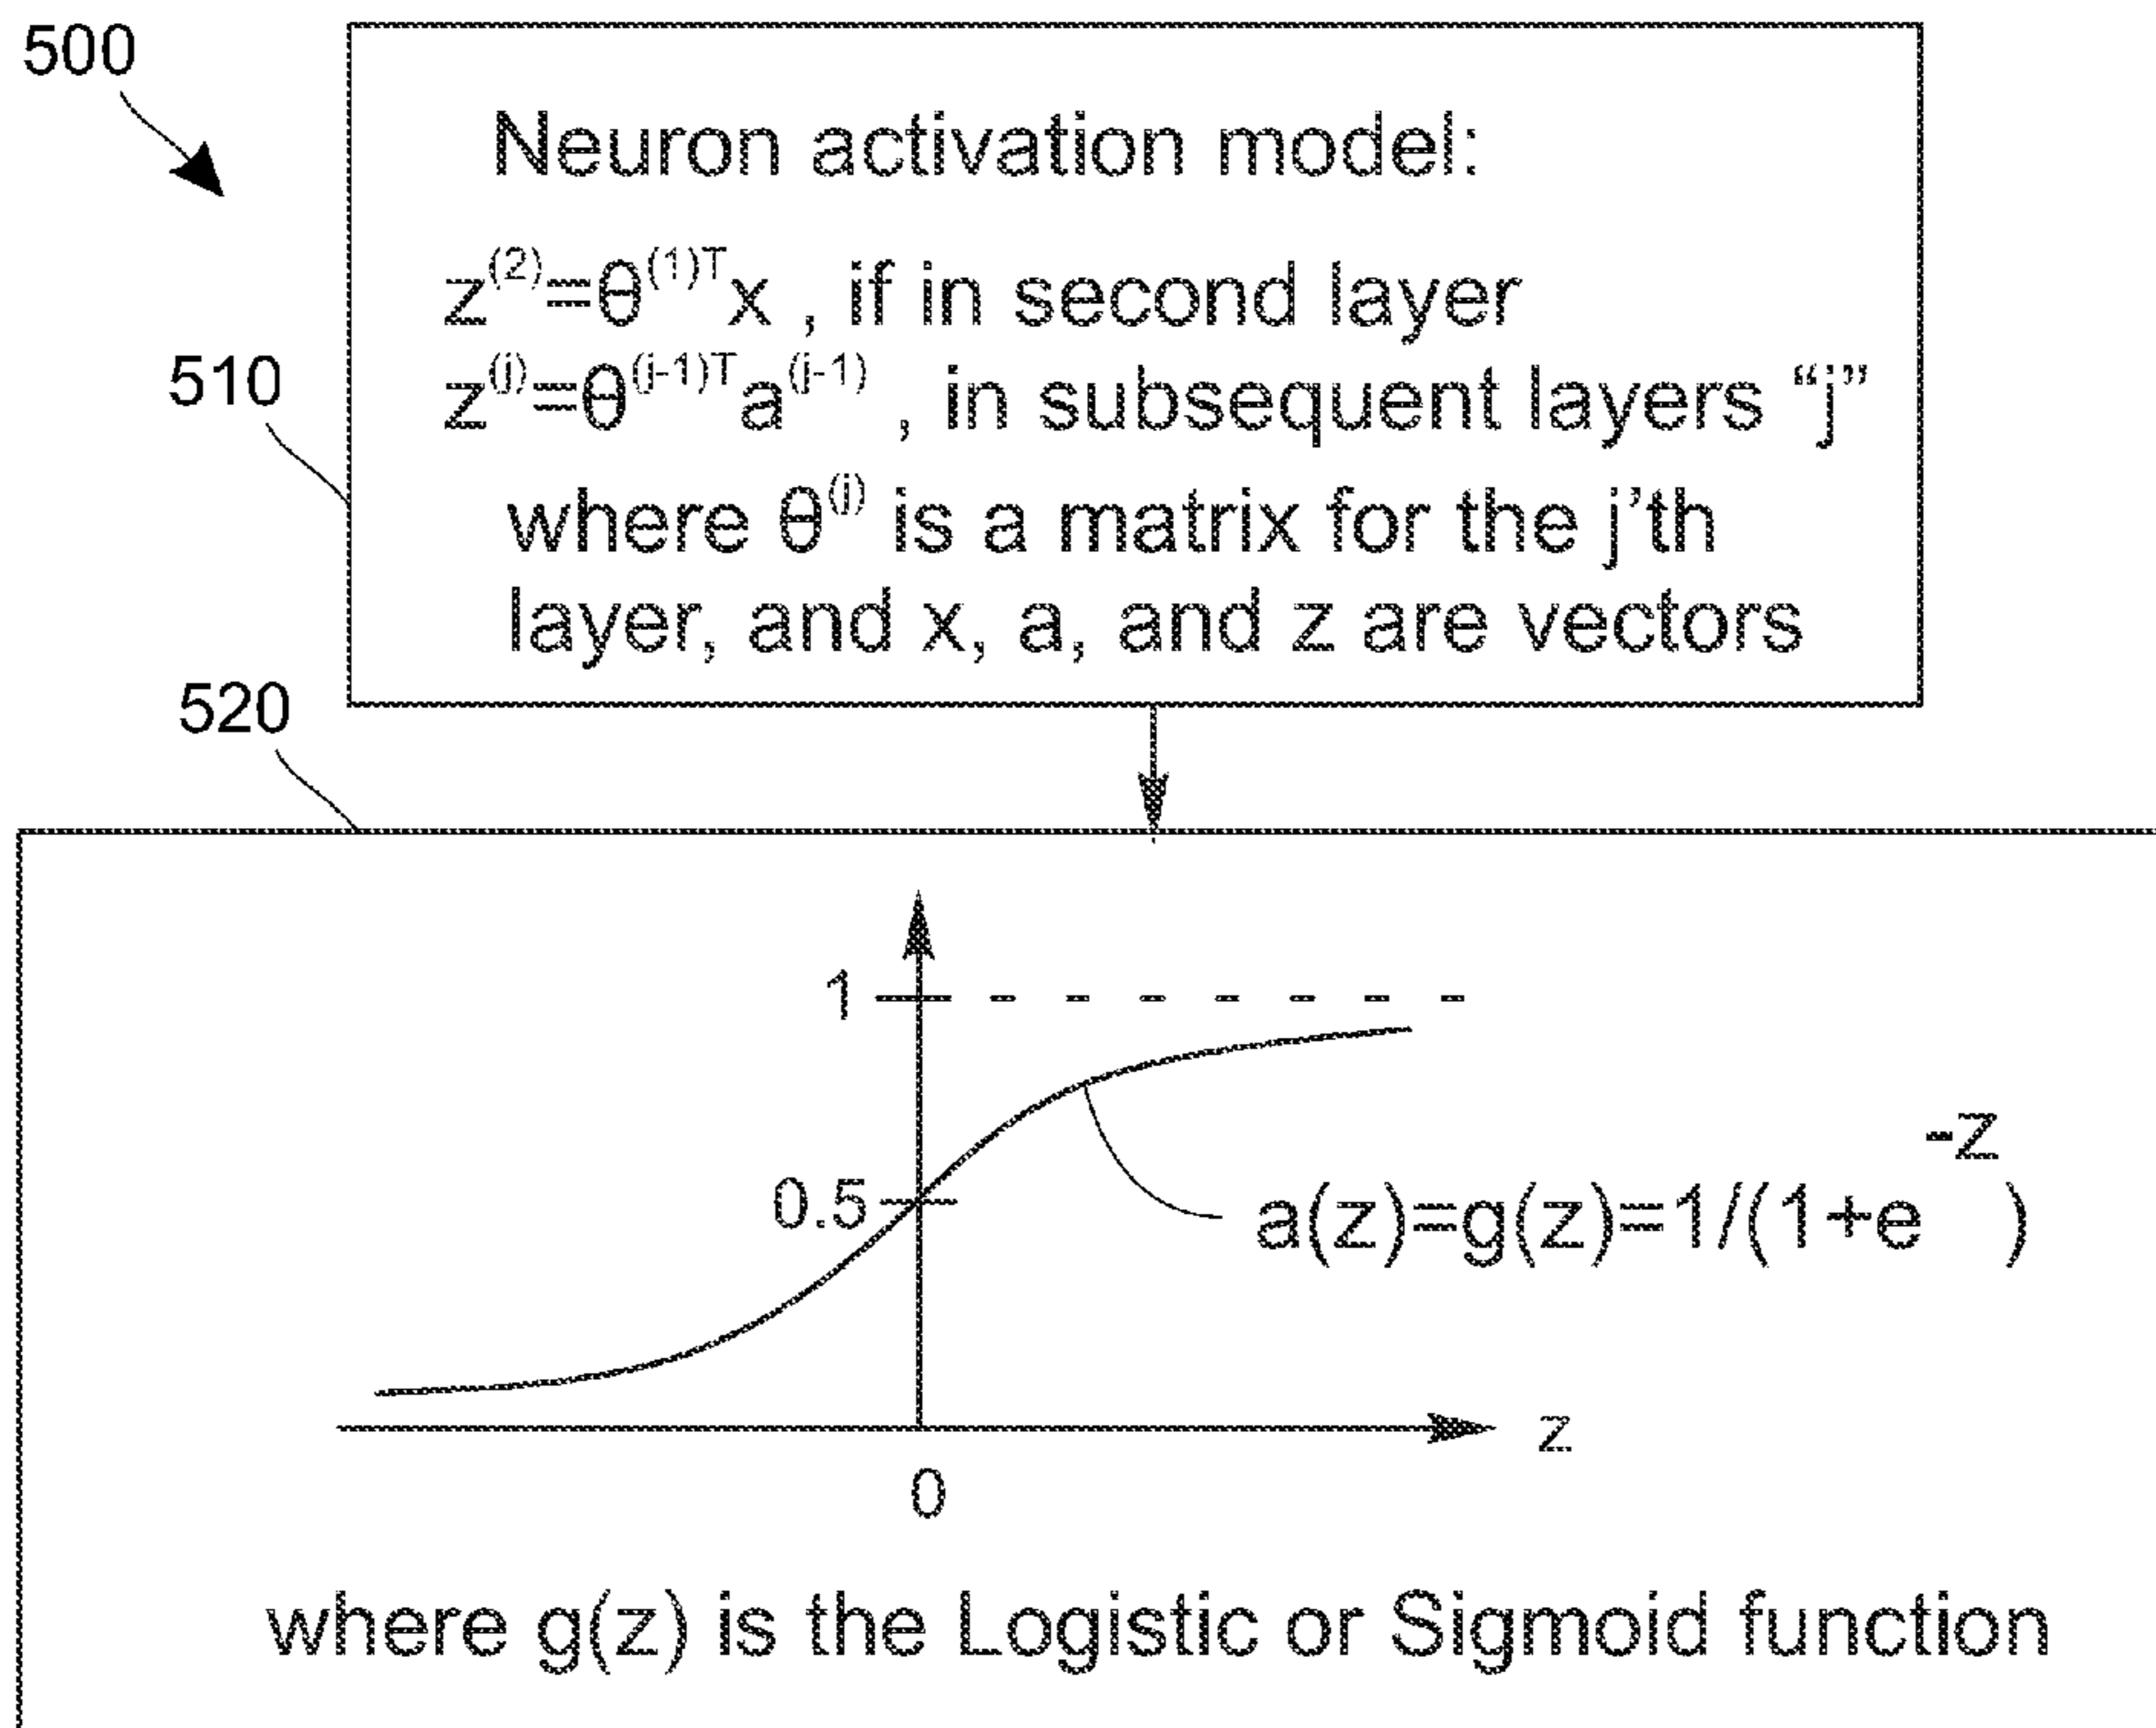 500
Neuron activation model:
z⁽²⁾=θ⁽¹⁾ᵀx , if in second layer
z⁽ʲ⁾=θ⁽ʲ⁻¹⁾ᵀa⁽ʲ⁻¹⁾ , in subsequent layers “j”
510
where θ⁽ʲ⁾ is a matrix for the j’th
layer, and x, a, and z are vectors
520
1
0.5
a(z)=g(z)=1/(1+e⁻ᶻ)
z
0
where g(z) is the Logistic or Sigmoid function